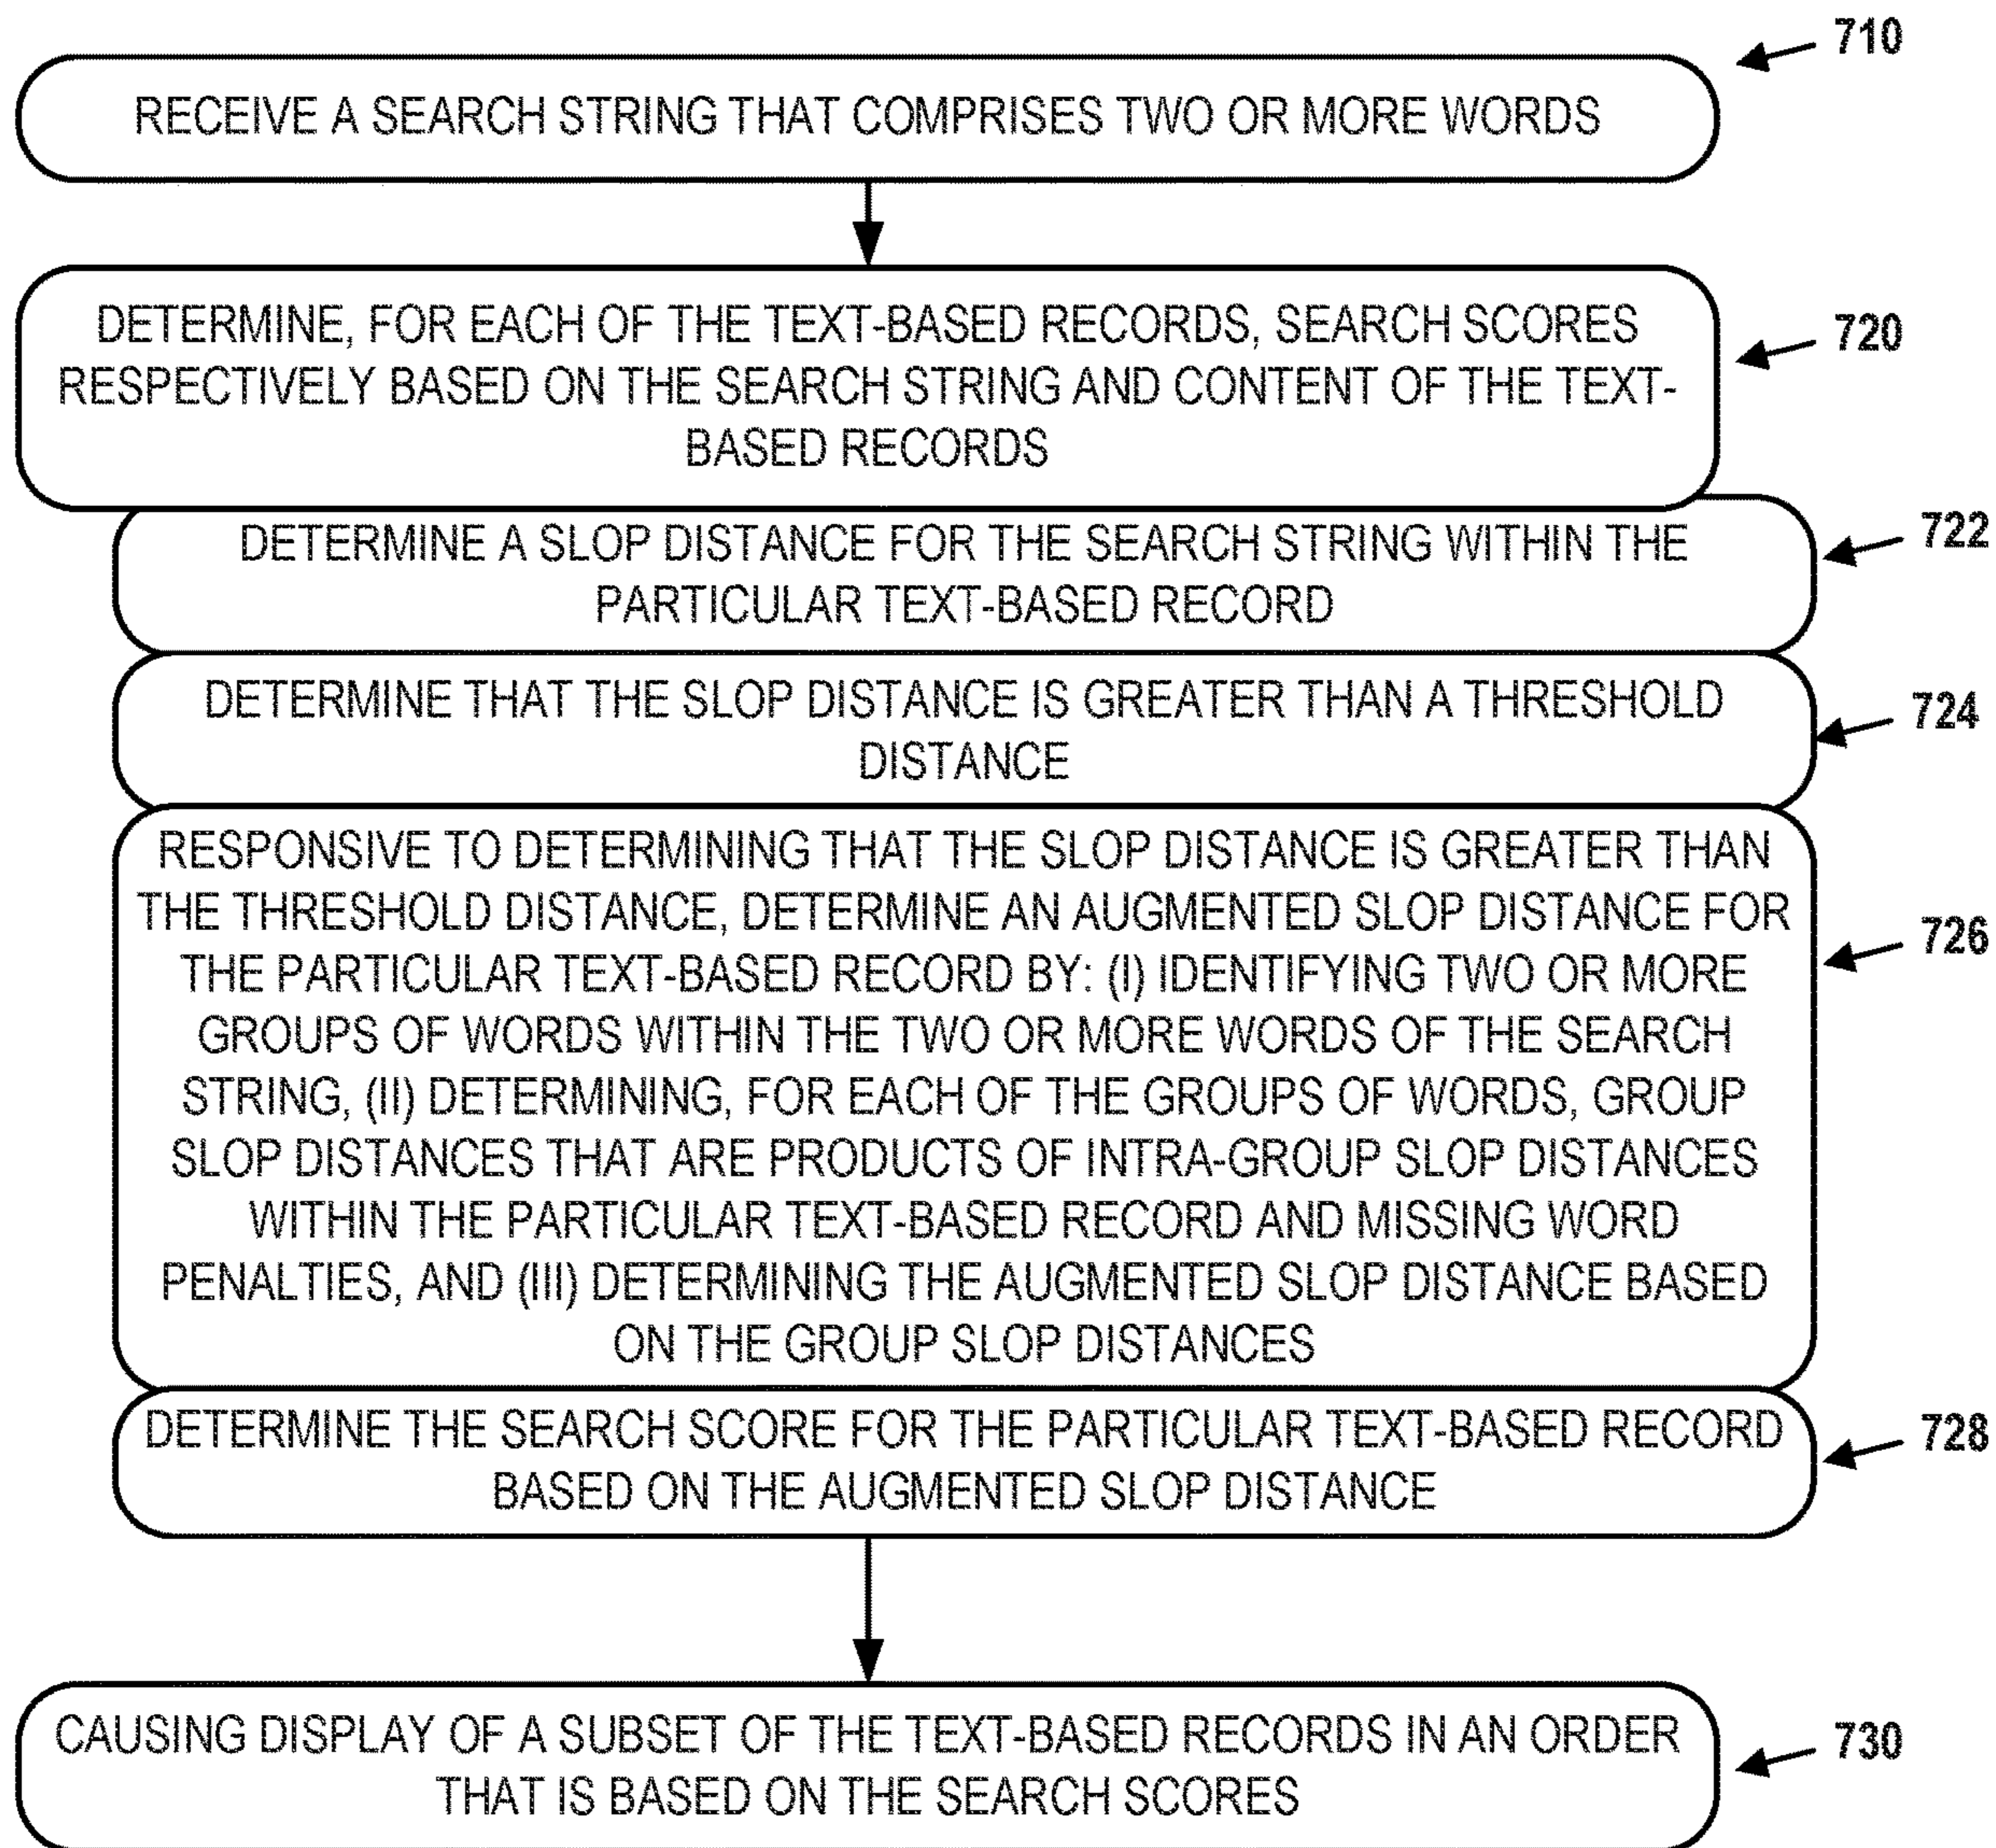 710
RECEIVE A SEARCH STRING THAT COMPRISES TWO OR MORE WORDS
DETERMINE, FOR EACH OF THE TEXT-BASED RECORDS, SEARCH SCORES
720
RESPECTIVELY BASED ON THE SEARCH STRING AND CONTENT OF THE TEXT-
BASED RECORDS
722
DETERMINE A SLOP DISTANCE FOR THE SEARCH STRING WITHIN THE
PARTICULAR TEXT-BASED RECORD
DETERMINE THAT THE SLOP DISTANCE IS GREATER THAN A THRESHOLD
724
DISTANCE
RESPONSIVE TO DETERMINING THAT THE SLOP DISTANCE IS GREATER THAN
THE THRESHOLD DISTANCE, DETERMINE AN AUGMENTED SLOP DISTANCE FOR
726
THE PARTICULAR TEXT-BASED RECORD BY: (I) IDENTIFYING TWO OR MORE
GROUPS OF WORDS WITHIN THE TWO OR MORE WORDS OF THE SEARCH
STRING, (II) DETERMINING, FOR EACH OF THE GROUPS OF WORDS, GROUP
SLOP DISTANCES THAT ARE PRODUCTS OF INTRA-GROUP SLOP DISTANCES
WITHIN THE PARTICULAR TEXT-BASED RECORD AND MISSING WORD
PENALTIES, AND (III) DETERMINING THE AUGMENTED SLOP DISTANCE BASED
ON THE GROUP SLOP DISTANCES
DETERMINE THE SEARCH SCORE FOR THE PARTICULAR TEXT-BASED RECORD
728
BASED ON THE AUGMENTED SLOP DISTANCE
CAUSING DISPLAY OF A SUBSET OF THE TEXT-BASED RECORDS IN AN ORDER
730
THAT IS BASED ON THE SEARCH SCORES